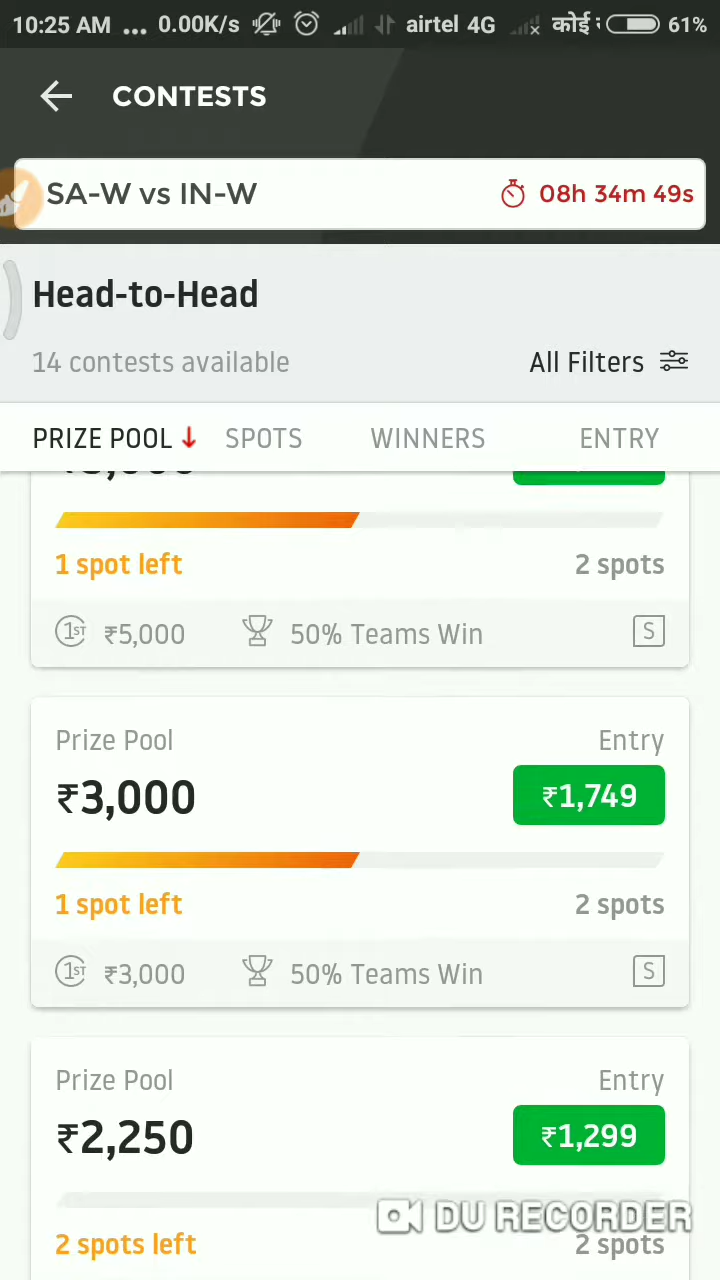 10:25 AM ... 0.00K/s airtel 4G कोई 61%
CONTESTS
SA-W vs IN-W 08h 34m 49s
Head-to-Head
14 contests available All Filters
PRIZE POOL SPOTS WINNERS ENTRY
1 spot left 2 spots
1ST ₹5,000 50% Teams Win S
Prize Pool Entry
₹3,000 ₹1,749
1 spot left 2 spots
1ST ₹3,000 50% Teams Win S
Prize Pool Entry
₹2,250 ₹1,299
DU RECORDER
2 spots left 2 spots